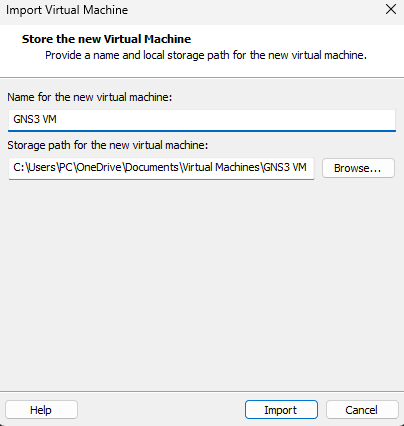 Import Virtual Machine
Store the new Virtual Machine
Provide a name and local storage path for the new virtual machine.
Name for the new virtual machine:
GNS3 VM
Storage path for the new virtual machine:
C:\Users\PC\OneDrive\Documents\Virtual Machines\GNS3 VM
Browse...
Help
Import
Cancel